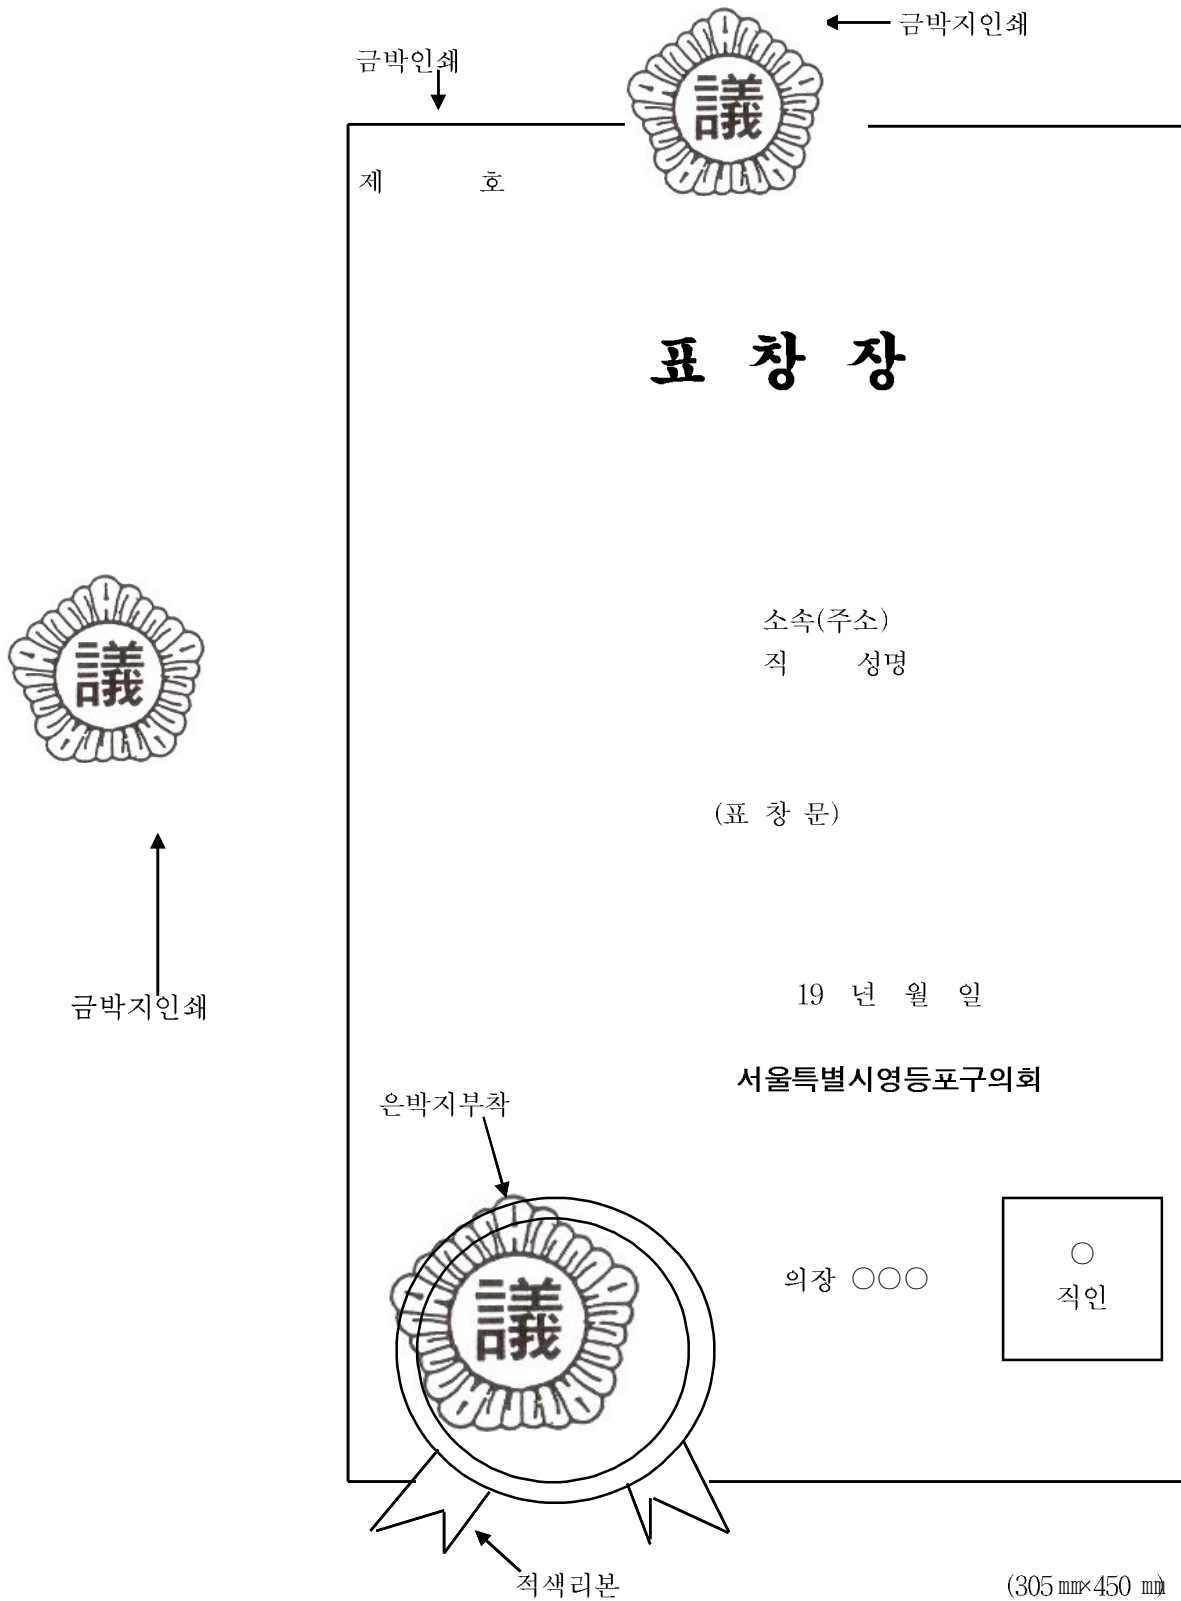 금박지인쇄
금박인쇄
議
제 호
표 창 장
소속(주소)
직 성명
議
(표 창 문)
19 년 월 일
금박지인쇄
서울특별시영등포구의회
은박지부착
의장 ○○○
○
직인
議
적색리본
(305㎜×450 ㎜)